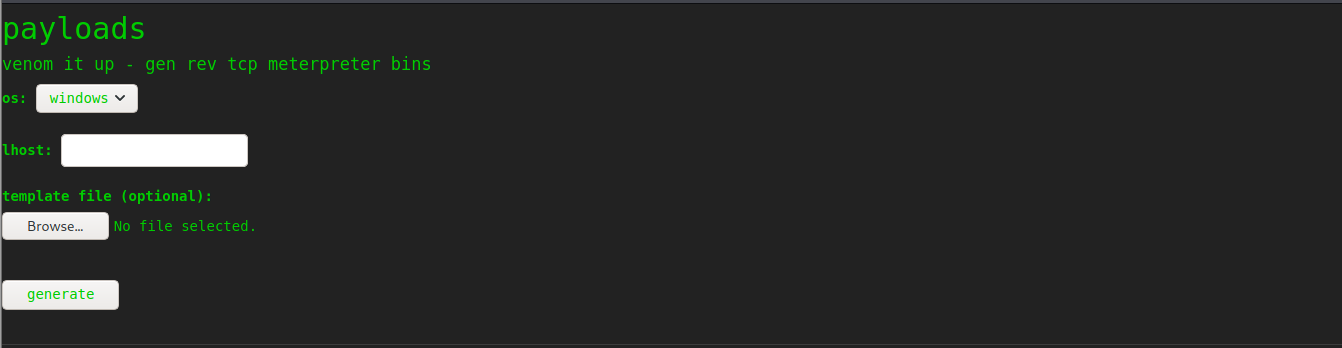 payloads
venom it up - gen rev tcp meterpreter bins
os: windows
lhost:
template file (optional):
Browse... No file selected.
generate